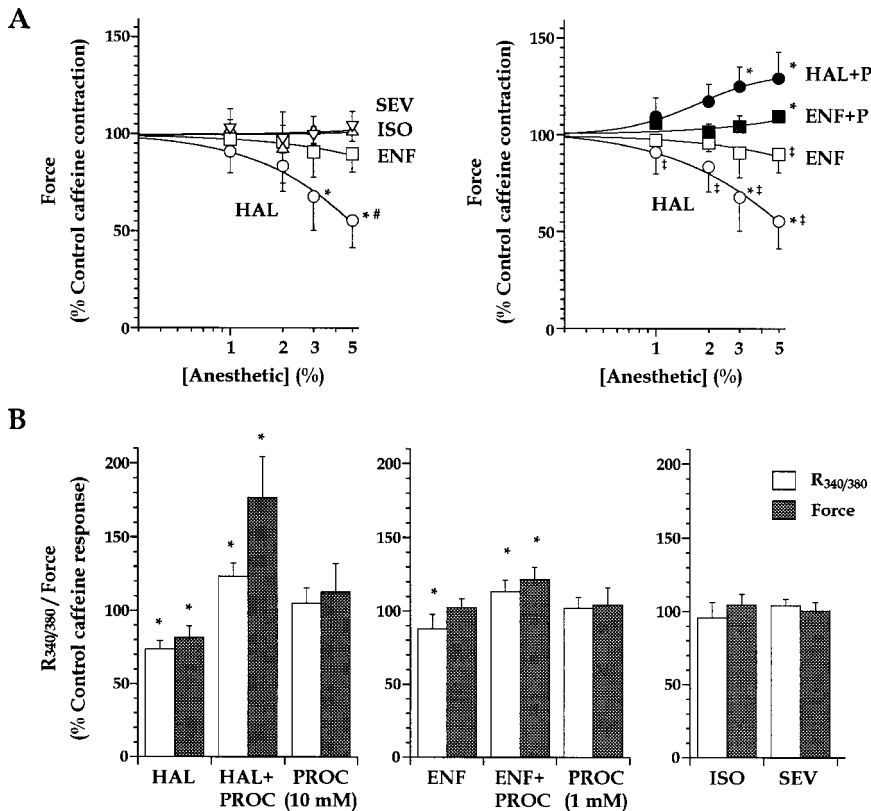 A
150
100
50
0
Force
(% Control caffeine contraction)
SEV
ISO
ENF
HAL
*
* #
1 2 3 5
[Anesthetic] (%)
150
100
50
0
Force
(% Control caffeine contraction)
* * HAL+P
* ENF+P
ENF
‡
HAL
‡ ‡ *‡ *‡
1 2 3 5
[Anesthetic] (%)
B
R340/380 / Force
(% Control caffeine response)
200
150
100
50
0
* * * *
HAL HAL+ PROC
PROC (10 mM)
200
150
100
50
0
* * *
ENF ENF+ PROC
PROC (1 mM)
200
150
100
50
0
R340/380
Force
ISO SEV